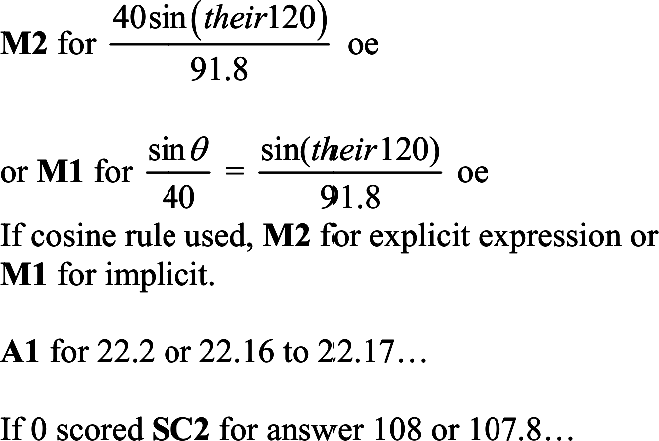 M2 for 40sin(their120)/91.8 oe
or M1 for sin θ/40 = sin(their120)/91.8 oe
If cosine rule used, M2 for explicit expression or
M1 for implicit.
A1 for 22.2 or 22.16 to 22.17…
If 0 scored SC2 for answer 108 or 107.8…